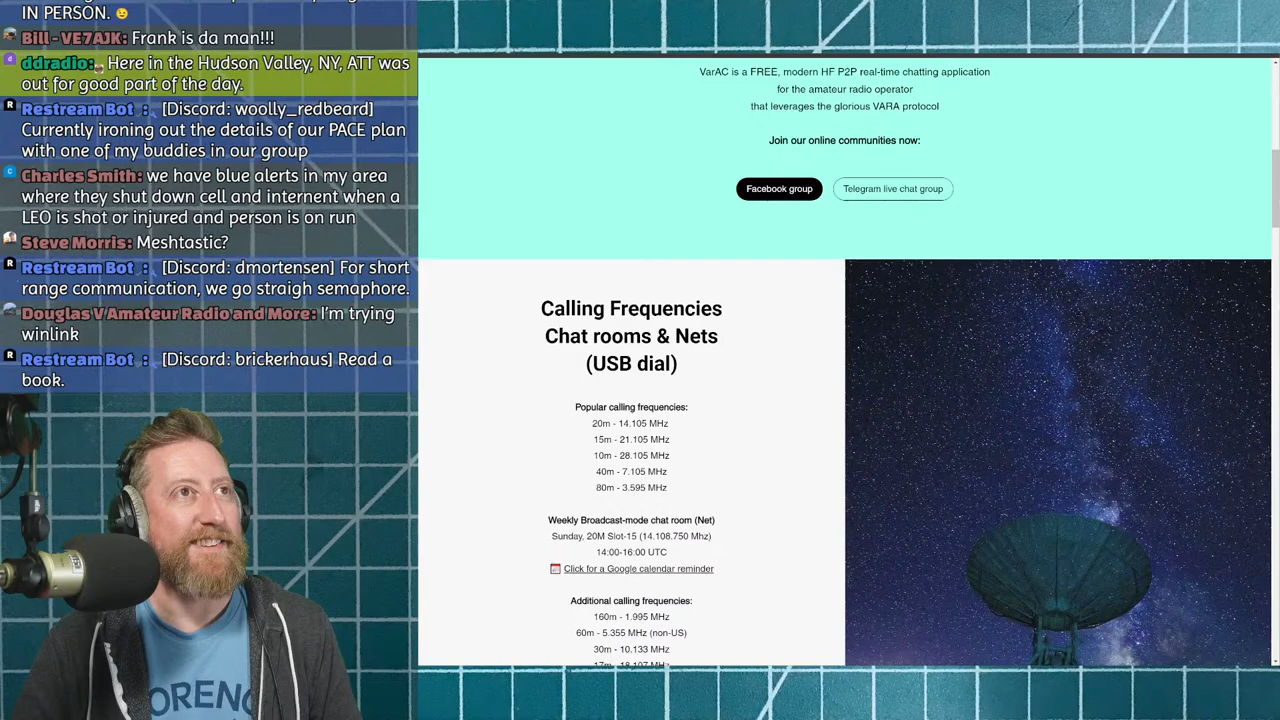 IN PERSON. 😉
Bill - VE7AJK: Frank is da man!!!
ddradio: Here in the Hudson Valley, NY, ATT was
out for good part of the day.
Restream Bot : [Discord: woolly_redbeard]
Currently ironing out the details of our PACE plan
with one of my buddies in our group
Charles Smith: we have blue alerts in my area
where they shut down cell and internent when a
LEO is shot or injured and person is on run
Steve Morris: Meshtastic?
Restream Bot : [Discord: dmortensen] For short
range communication, we go straigh semaphore.
Douglas V Amateur Radio and More: I'm trying
winlink
Restream Bot : [Discord: brickerhaus] Read a
book.
VarAC is a FREE, modern HF P2P real-time chatting application
for the amateur radio operator
that leverages the glorious VARA protocol
Join our online communities now:
Facebook group
Telegram live chat group
Calling Frequencies
Chat rooms & Nets
(USB dial)
Popular calling frequencies:
20m - 14.105 MHz
15m - 21.105 MHz
10m - 28.105 MHz
40m - 7.105 MHz
80m - 3.595 MHz
Weekly Broadcast-mode chat room (Net)
Sunday, 20M Slot-15 (14.108.750 Mhz)
14:00-16:00 UTC
Click for a Google calendar reminder
Additional calling frequencies:
160m - 1.995 MHz
60m - 5.355 MHz (non-US)
30m - 10.133 MHz
17m - 18.107 MHz